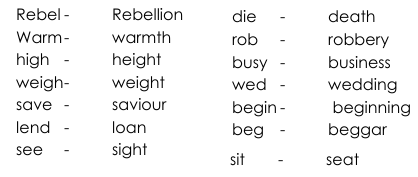 Rebel - Rebellion
Warm - warmth
high - height
weigh- weight
save - saviour
lend - loan
see - sight
die - death
rob - robbery
busy - business
wed - wedding
begin - beginning
beg - beggar
sit - seat